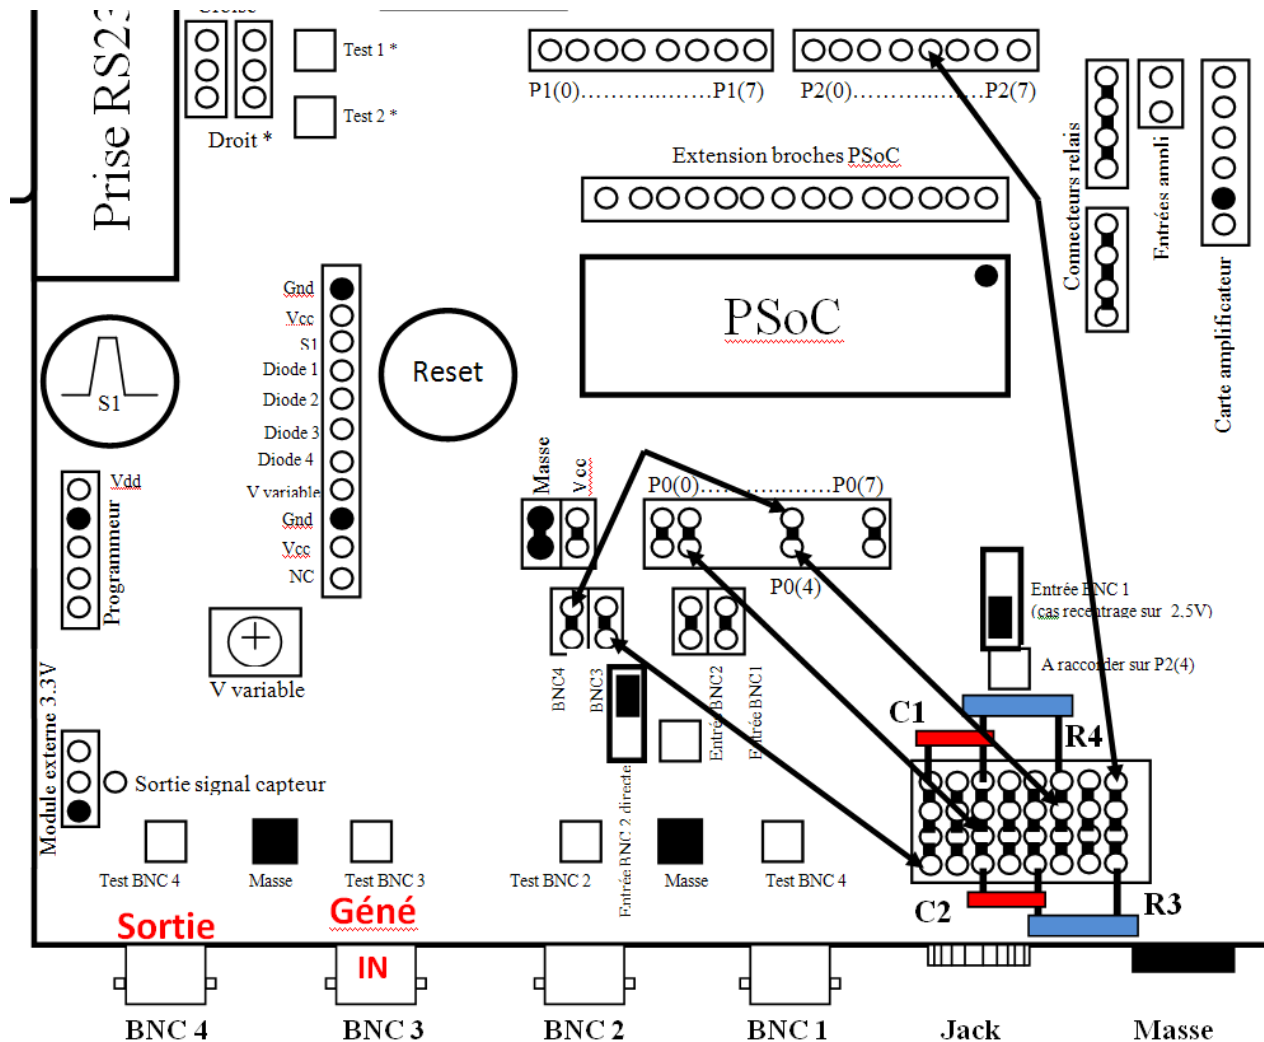 Prise RS23
Test 1 *
Test 2 *
Droit *
P1(0)……………P1(7)
P2(0)……………P2(7)
Extension broches PSoC
PSoC
Connecteurs relais
Entrées ampli
Carte amplificateur
Gnd
Vcc
S1
Diode 1
Diode 2
Diode 3
Diode 4
V variable
Gnd
Vcc
NC
S1
Reset
Vdd
Programmeur
V variable
Masse
Vcc
P0(0)……………P0(7)
P0(4)
BNC4
BNC3
Entrée BNC2
Entrée BNC1
Entrée BNC 2 directe
Entrée BNC 1
(cas recentrage sur 2.5V)
A raccorder sur P2(4)
C1
R4
C2
R3
Module externe 3.3V
Sortie signal capteur
Test BNC 4
Masse
Test BNC 3
Test BNC 2
Masse
Test BNC 4
Sortie
Géné
IN
BNC 4
BNC 3
BNC 2
BNC 1
Jack
Masse